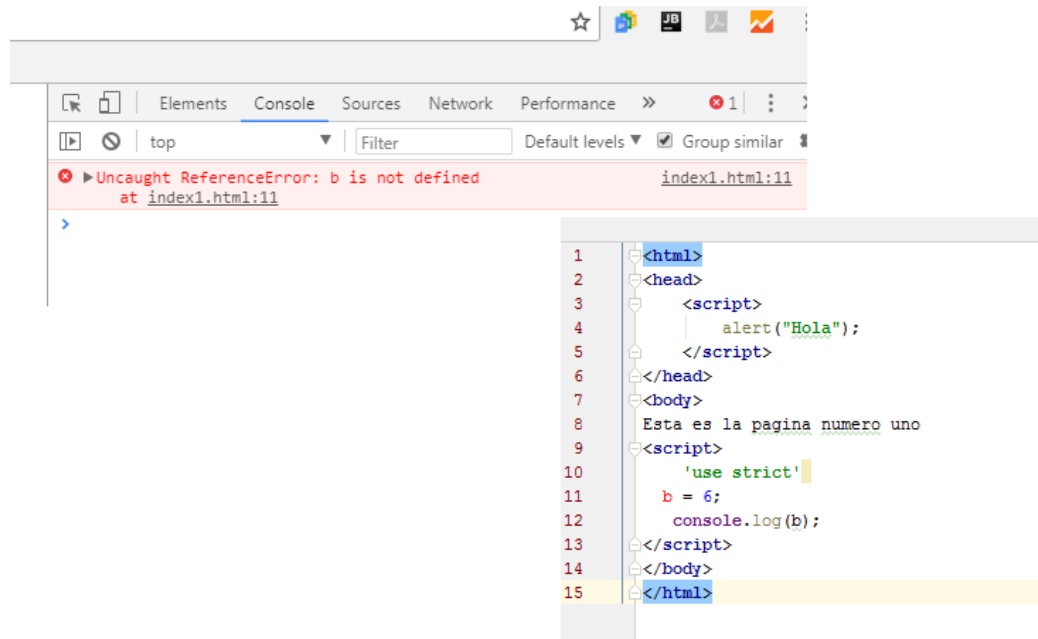 JB
Elements Console Sources Network Performance » 1
top Filter Default levels Group similar
Uncaught ReferenceError: b is not defined index1.html:11
at index1.html:11
1 <html>
2 <head>
3 <script>
4 alert("Hola");
5 </script>
6 </head>
7 <body>
8 Esta es la pagina numero uno
9 <script>
10 'use strict'
11 b = 6;
12 console.log(b);
13 </script>
14 </body>
15 </html>